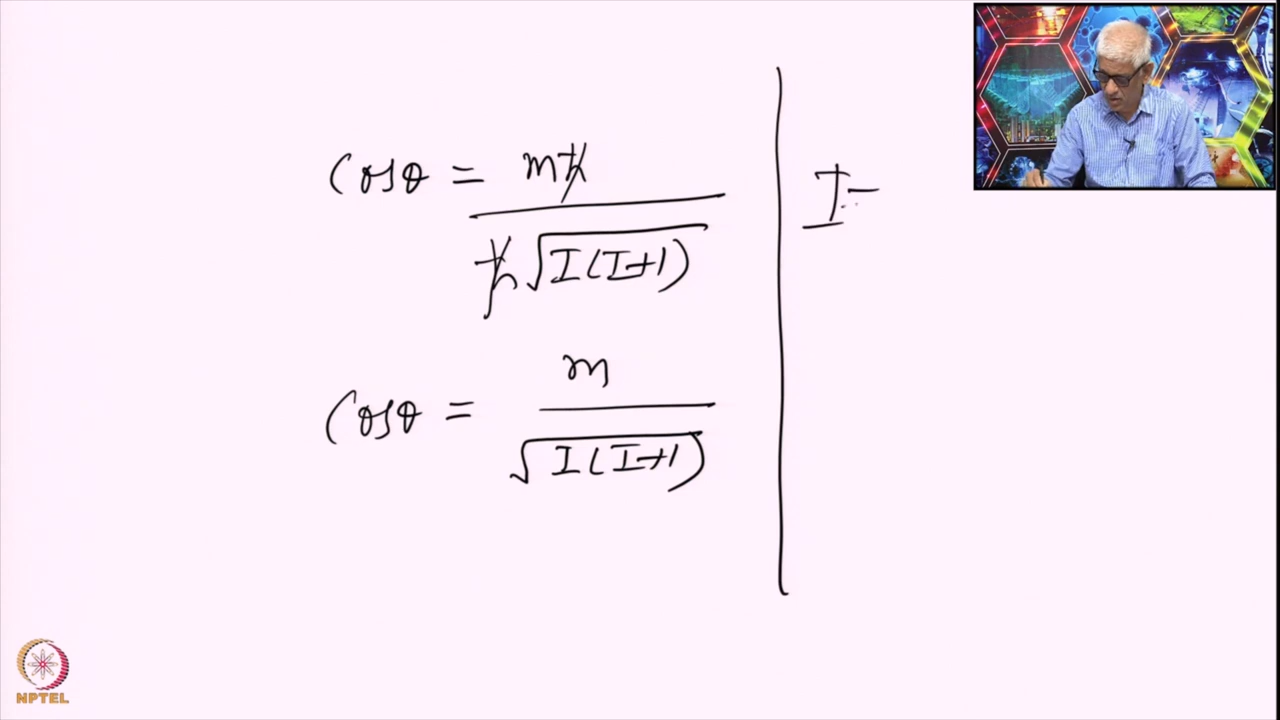 cosθ = mħ / ħ√I(I+1)
I=
cosθ = m / √I(I+1)
NPTEL